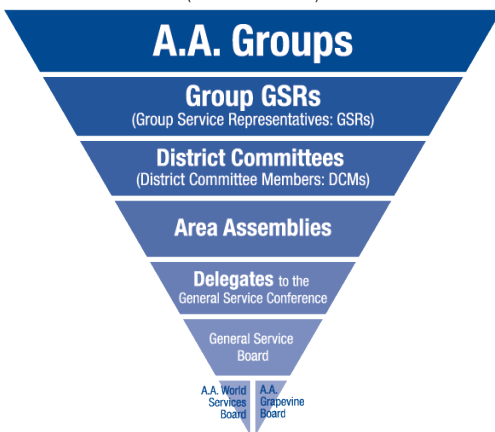 A.A. Groups
Group GSRs
(Group Service Representatives: GSRs)
District Committees
(District Committee Members: DCMs)
Area Assemblies
Delegates to the
General Service Conference
General Service
Board
A.A. World
Services
Board
A.A.
Grapevine
Board